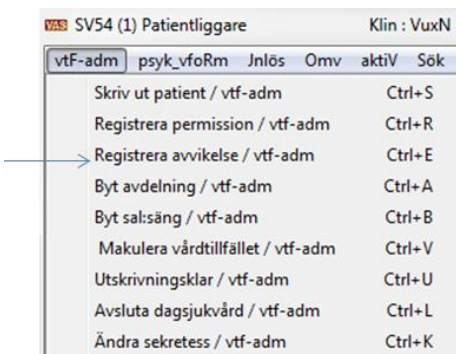 VAS SV54 (1) Patientliggare Klin : VuxN
vtF-adm psyk_vfoRm Jnlös Omv aktiV Sök
Skriv ut patient / vtf-adm Ctrl+S
Registrera permission / vtf-adm Ctrl+R
Registrera avvikelse / vtf-adm Ctrl+E
Byt avdelning / vtf-adm Ctrl+A
Byt sal:säng / vtf-adm Ctrl+B
Makulera vårdtillfället / vtf-adm Ctrl+V
Utskrivningsklar / vtf-adm Ctrl+U
Avsluta dagsjukvård / vtf-adm Ctrl+L
Ändra sekretess / vtf-adm Ctrl+K